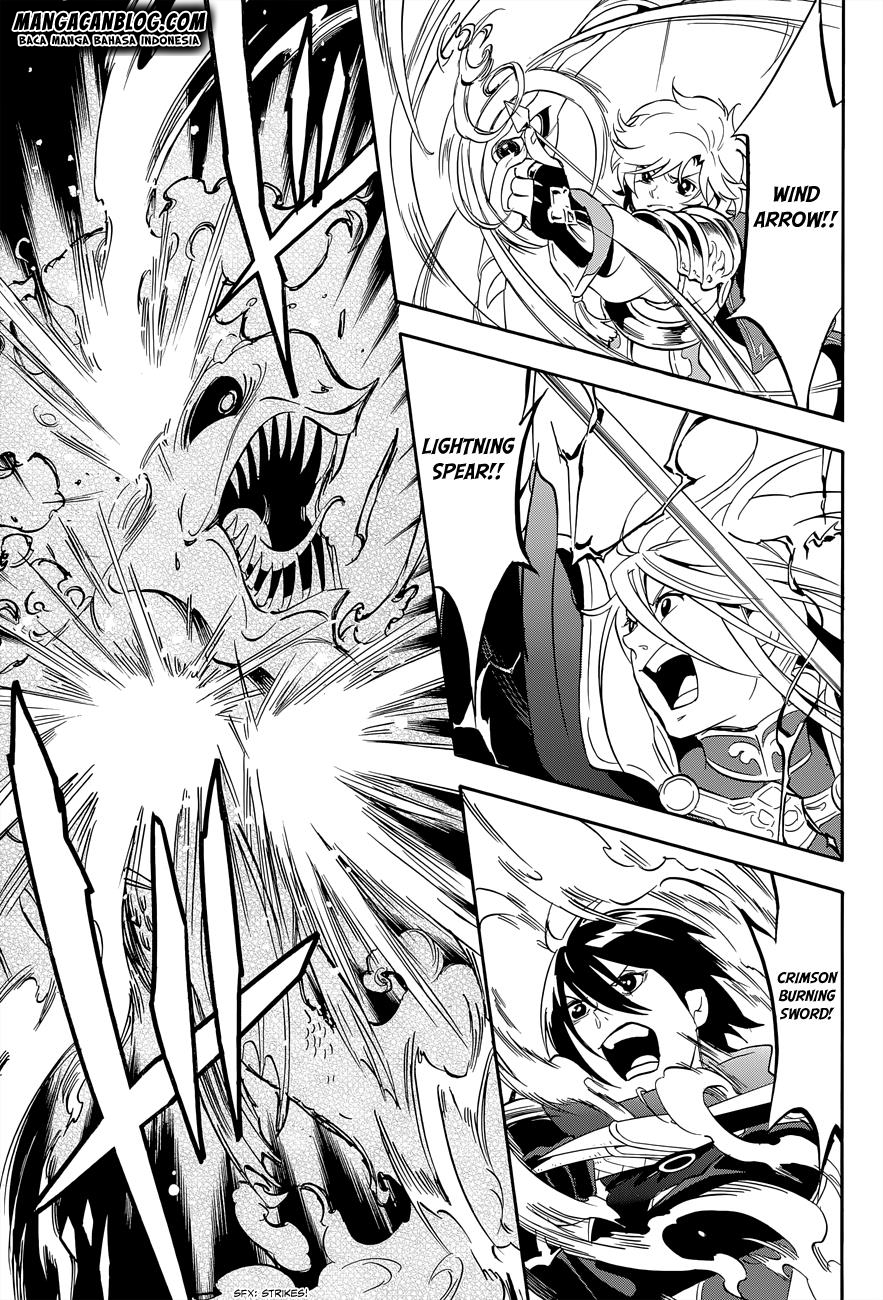 MANGACANBLOG.COM
BACA MANGA BAHASA INDONESIA
WIND
ARROW!!
LIGHTNING
SPEAR!!
CRIMSON
BURNING
SWORD!
SFX: STRIKES!